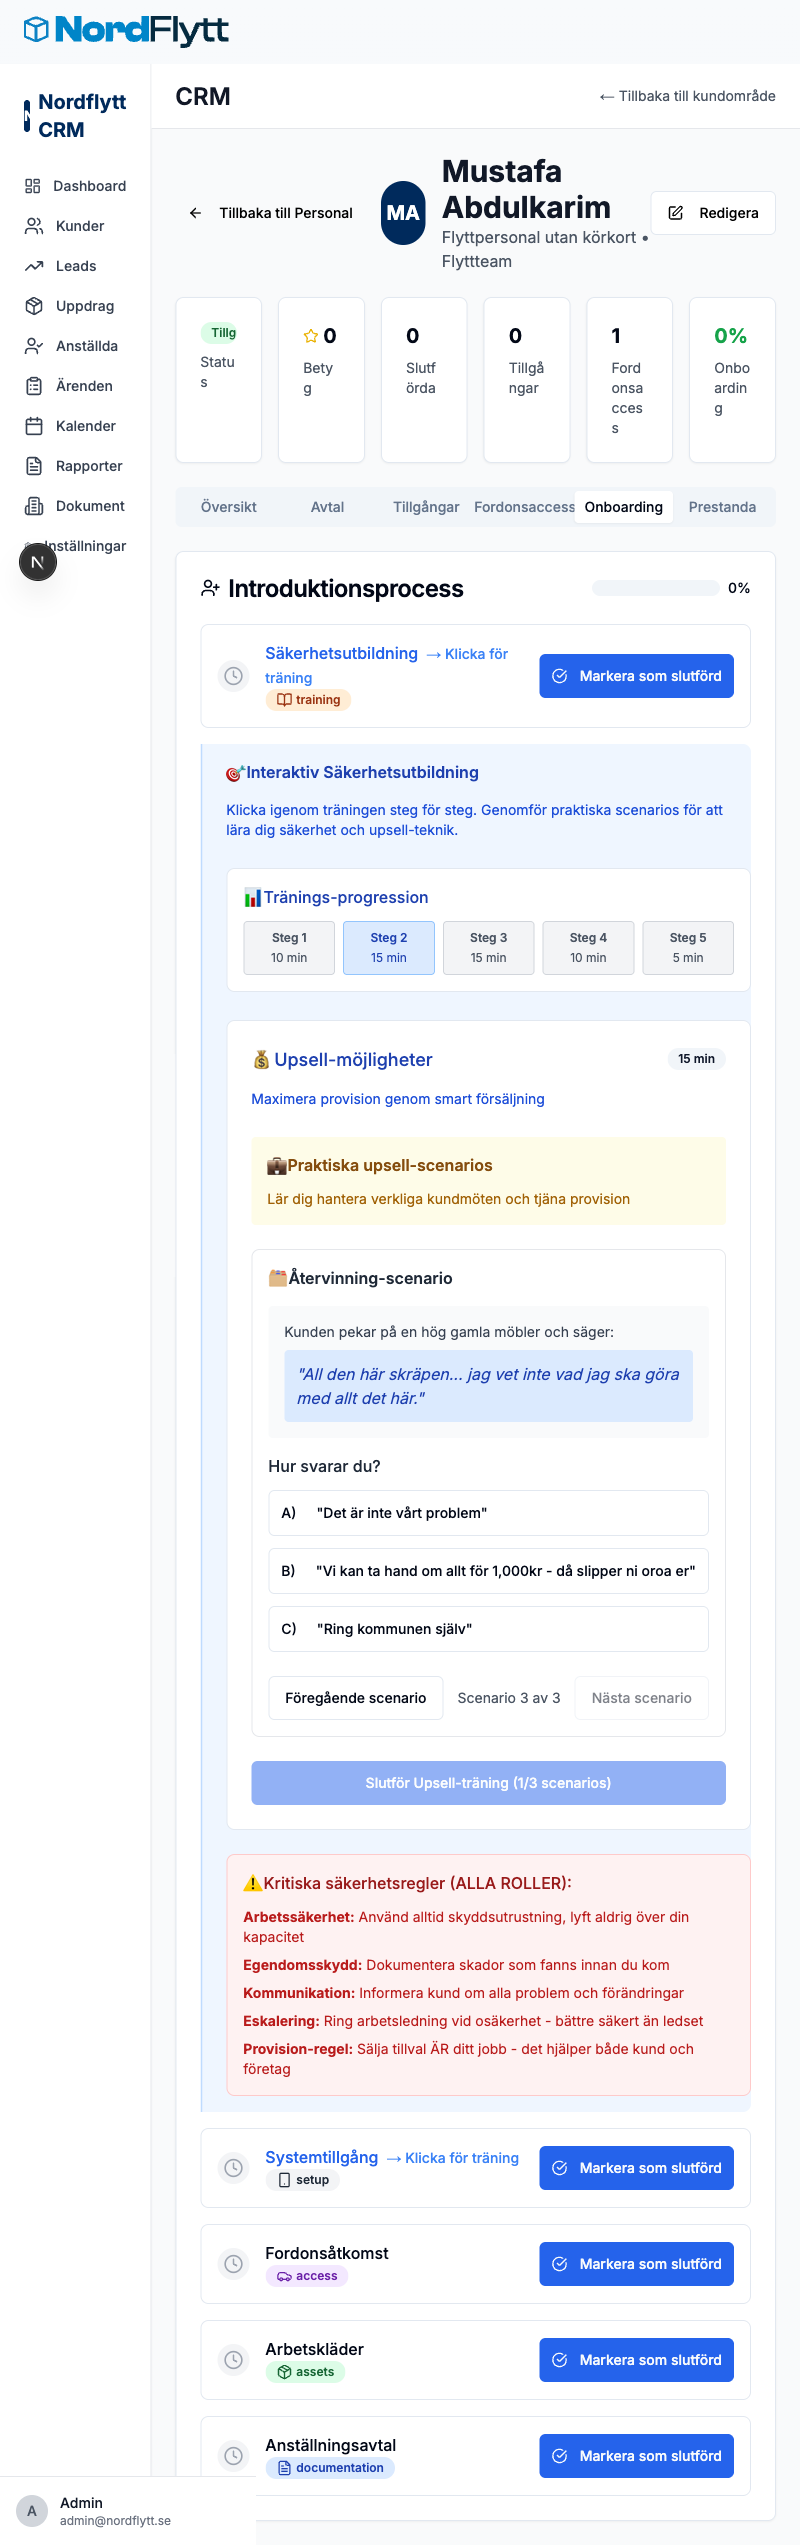 NordFlytt
Nordflytt
CRM
Dashboard
Kunder
Leads
Uppdrag
Anställda
Ärenden
Kalender
Rapporter
Dokument
Inställningar
N
CRM
← Tillbaka till kundområde
Tillbaka till Personal
MA
Mustafa
Abdulkarim
Flyttpersonal utan körkort •
Flyttteam
Redigera
Tillg
Statu
s
0
Bety
g
0
Slutf
örda
0
Tillgå
ngar
1
Ford
onsa
cces
s
0%
Onbo
ardin
g
Översikt
Avtal
Tillgångar
Fordonsaccess
Onboarding
Prestanda
Introduktionsprocess
0%
Säkerhetsutbildning → Klicka för
träning
training
Markera som slutförd
Interaktiv Säkerhetsutbildning
Klicka igenom träningen steg för steg. Genomför praktiska scenarios för att
lära dig säkerhet och upsell-teknik.
Tränings-progression
Steg 1
10 min
Steg 2
15 min
Steg 3
15 min
Steg 4
10 min
Steg 5
5 min
Upsell-möjligheter
15 min
Maximera provision genom smart försäljning
Praktiska upsell-scenarios
Lär dig hantera verkliga kundmöten och tjäna provision
Återvinning-scenario
Kunden pekar på en hög gamla möbler och säger:
"All den här skräpen... jag vet inte vad jag ska göra
med allt det här."
Hur svarar du?
A) "Det är inte vårt problem"
B) "Vi kan ta hand om allt för 1,000kr - då slipper ni oroa er"
C) "Ring kommunen själv"
Föregående scenario
Scenario 3 av 3
Nästa scenario
Slutför Upsell-träning (1/3 scenarios)
Kritiska säkerhetsregler (ALLA ROLLER):
Arbetssäkerhet: Använd alltid skyddsutrustning, lyft aldrig över din
kapacitet
Egendomsskydd: Dokumentera skador som fanns innan du kom
Kommunikation: Informera kund om alla problem och förändringar
Eskalering: Ring arbetsledning vid osäkerhet - bättre säkert än ledset
Provision-regel: Sälja tillval ÄR ditt jobb - det hjälper både kund och
företag
Systemtillgång → Klicka för träning
setup
Markera som slutförd
Fordonsåtkomst
access
Markera som slutförd
Arbetskläder
assets
Markera som slutförd
Anställningsavtal
documentation
Markera som slutförd
A
Admin
admin@nordflytt.se